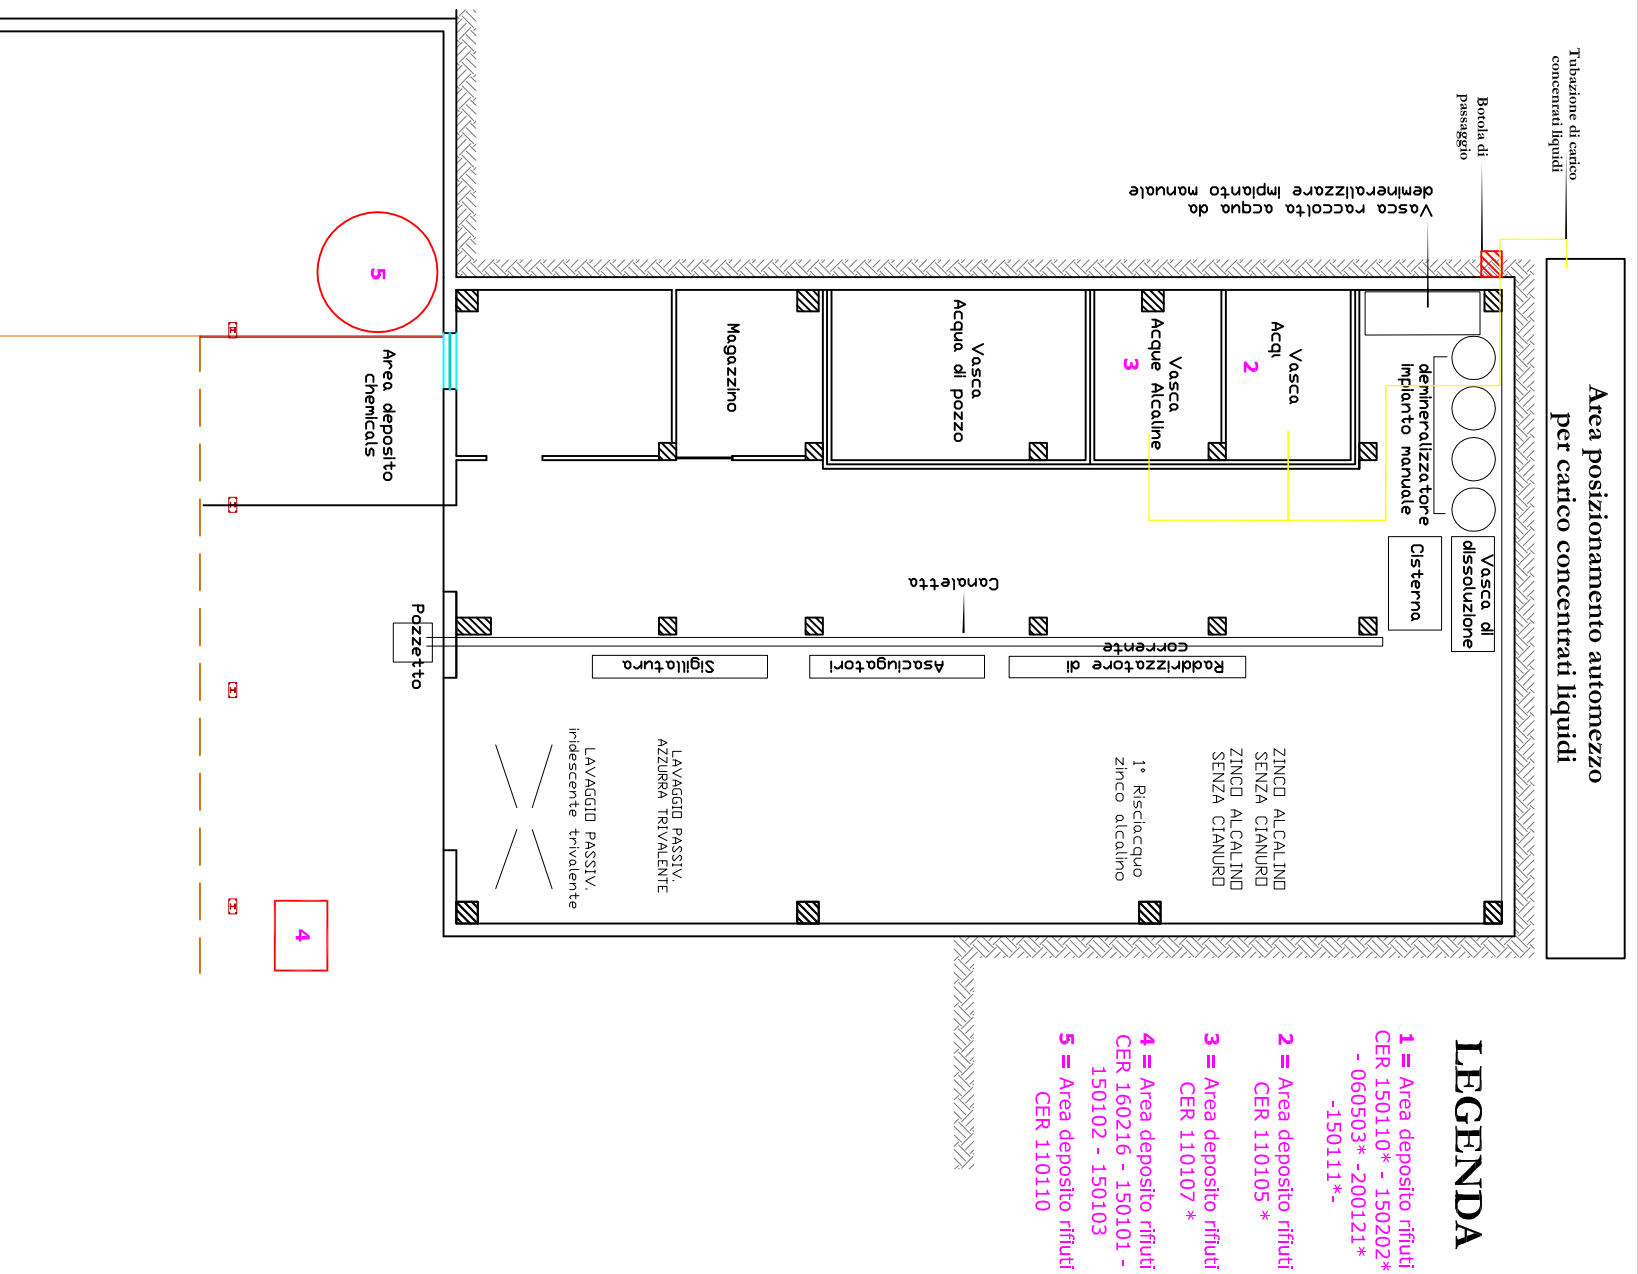 Tubazione di carico
concenrati liquidi
Botola di
passaggio
Vasca raccolta acqua da
demineralizzare impianto manuale
Area posizionamento automezzo
per carico concentrati liquidi
Vasca
Acqu
2
Vasca
Acque Alcaline
3
Vasca
Acqua di pozzo
Magazzino
demineralizzatore
impianto manuale
Vasca di
dissoluzione
Cisterna
5
Area deposito
chemicals
Canaletta
Pozzetto
Sigillatura
Asaciugatori
Raddrizzatore di
corrente
ZINCO ALCALINO
SENZA CIANURO
ZINCO ALCALINO
SENZA CIANURO
1° Risciacquo
zinco alcalino
LAVAGGIO PASSIV.
AZZURRA TRIVALENTE
LAVAGGIO PASSIV.
iridescente trivalente
H
H
H
H
4
LEGENDA
1 = Area deposito rifiuti
CER 150110* - 150202*
- 060503* -200121*
-150111*-
2 = Area deposito rifiuti
CER 110105 *
3 = Area deposito rifiuti
CER 110107 *
4 = Area deposito rifiuti
CER 160216 - 150101 -
150102 - 150103
5 = Area deposito rifiuti
CER 110110